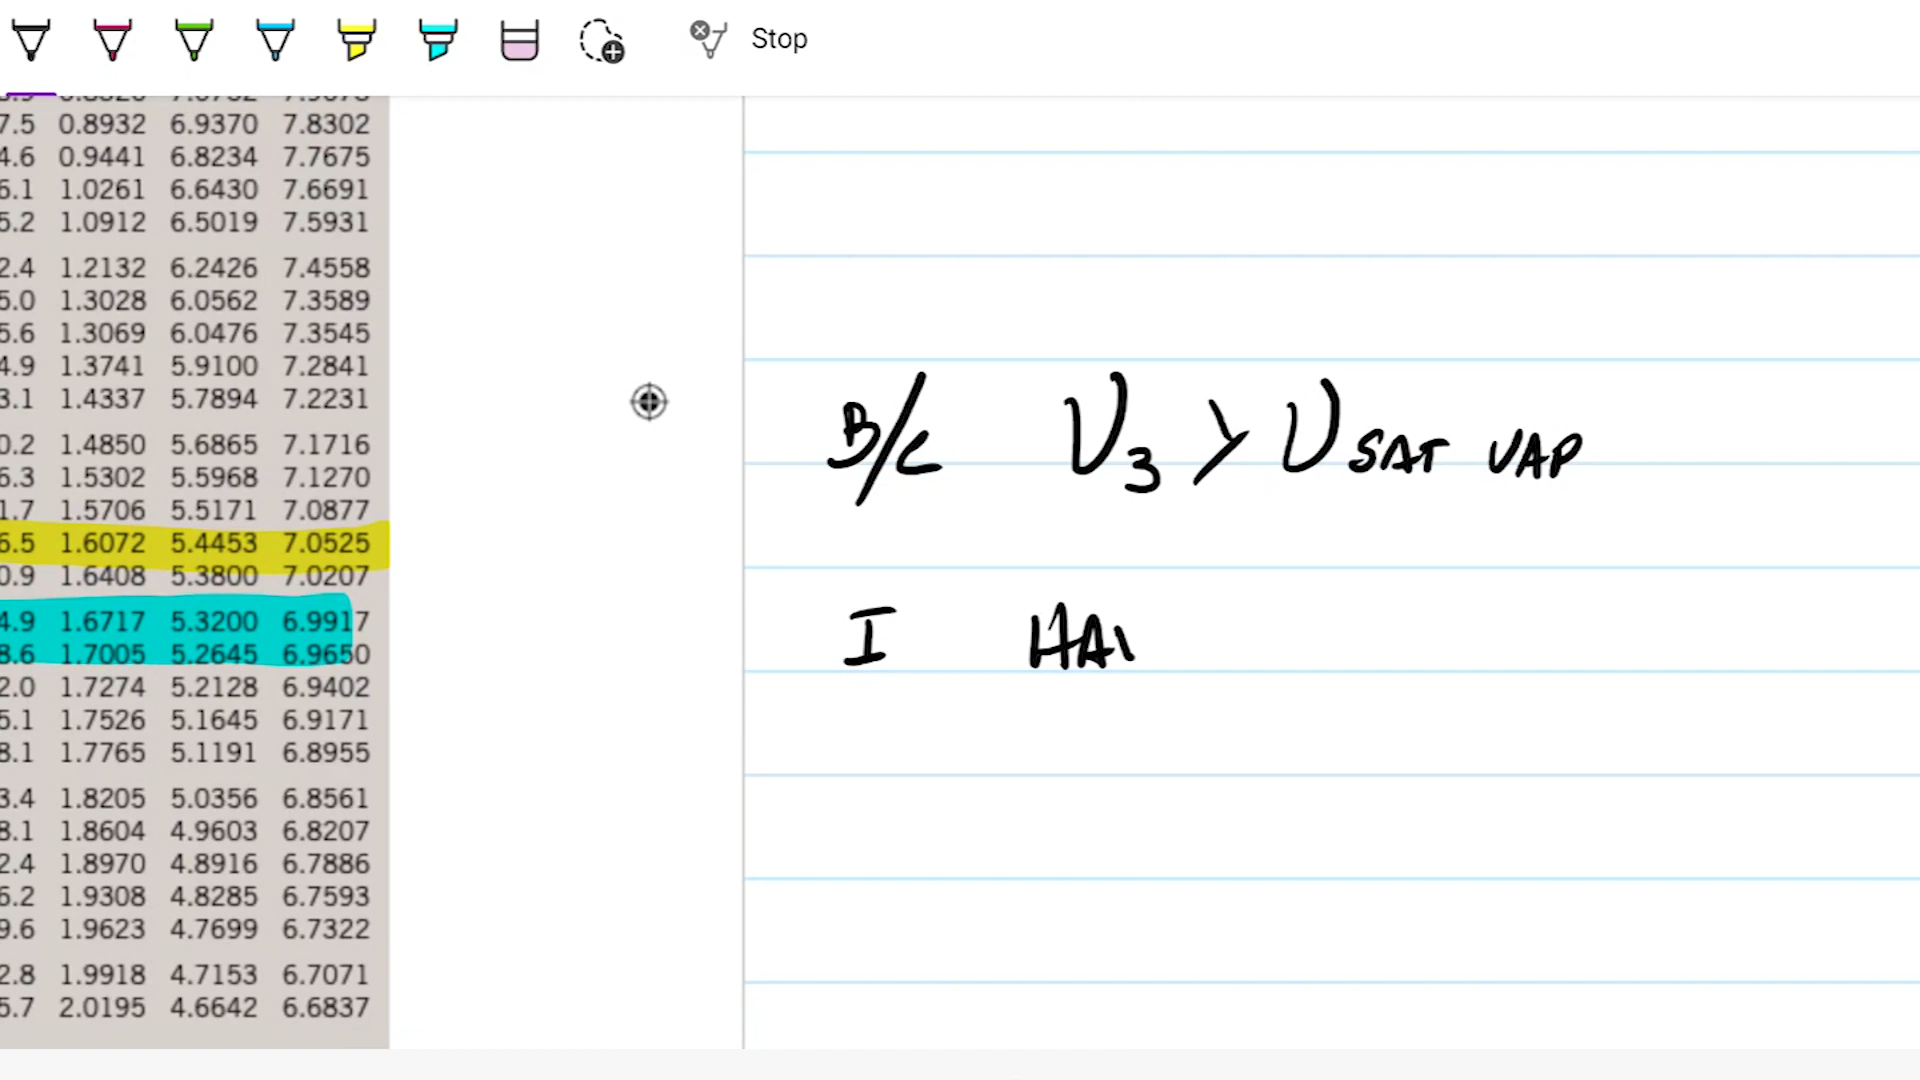 Stop
7.5 0.8932 6.9370 7.8302
4.6 0.9441 6.8234 7.7675
6.1 1.0261 6.6430 7.6691
5.2 1.0912 6.5019 7.5931
2.4 1.2132 6.2426 7.4558
5.0 1.3028 6.0562 7.3589
5.6 1.3069 6.0476 7.3545
4.9 1.3741 5.9100 7.2841
3.1 1.4337 5.7894 7.2231
0.2 1.4850 5.6865 7.1716
6.3 1.5302 5.5968 7.1270
1.7 1.5706 5.5171 7.0877
6.5 1.6072 5.4453 7.0525
0.9 1.6408 5.3800 7.0207
4.9 1.6717 5.3200 6.9917
8.6 1.7005 5.2645 6.9650
2.0 1.7274 5.2128 6.9402
5.1 1.7526 5.1645 6.9171
8.1 1.7765 5.1191 6.8955
3.4 1.8205 5.0356 6.8561
8.1 1.8604 4.9603 6.8207
2.4 1.8970 4.8916 6.7886
6.2 1.9308 4.8285 6.7593
9.6 1.9623 4.7699 6.7322
2.8 1.9918 4.7153 6.7071
5.7 2.0195 4.6642 6.6837
B/C V3 > V SAT VAP
I HAV